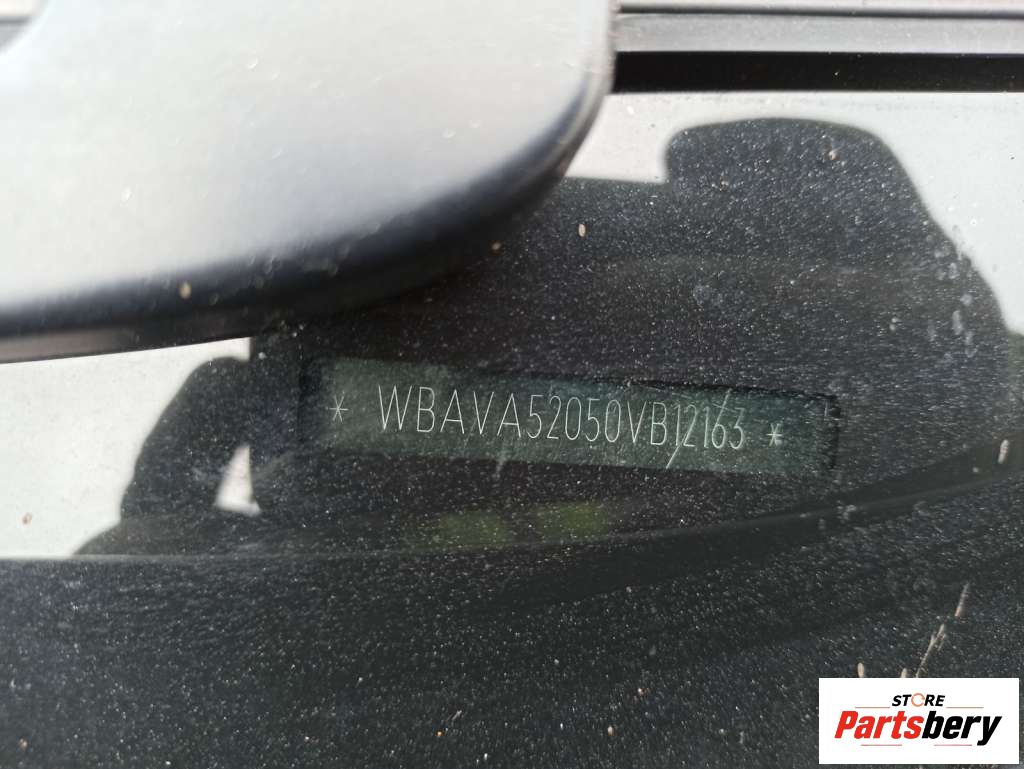 * WBAVA52050VB12163 *
STORE
Partsbery